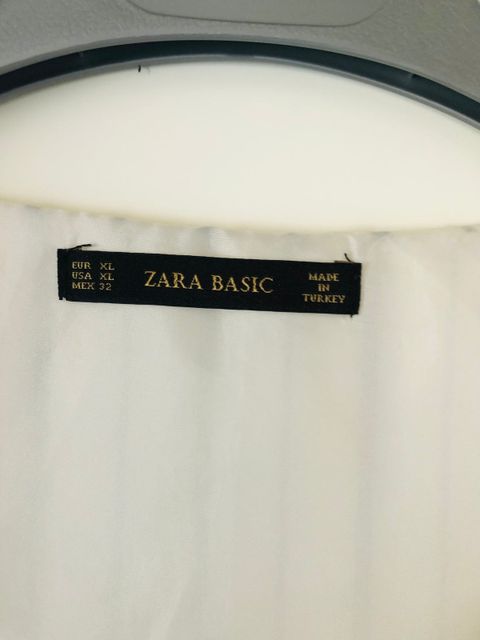 EUR XL
USA XL
MEX 32
ZARA BASIC
MADE
IN
TURKEY